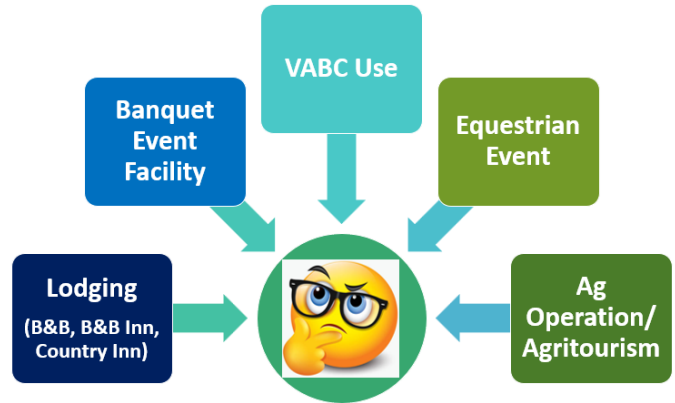 VABC Use
Banquet
Event
Facility
Equestrian
Event
Lodging
(B&B, B&B Inn,
Country Inn)
Ag
Operation/
Agritourism